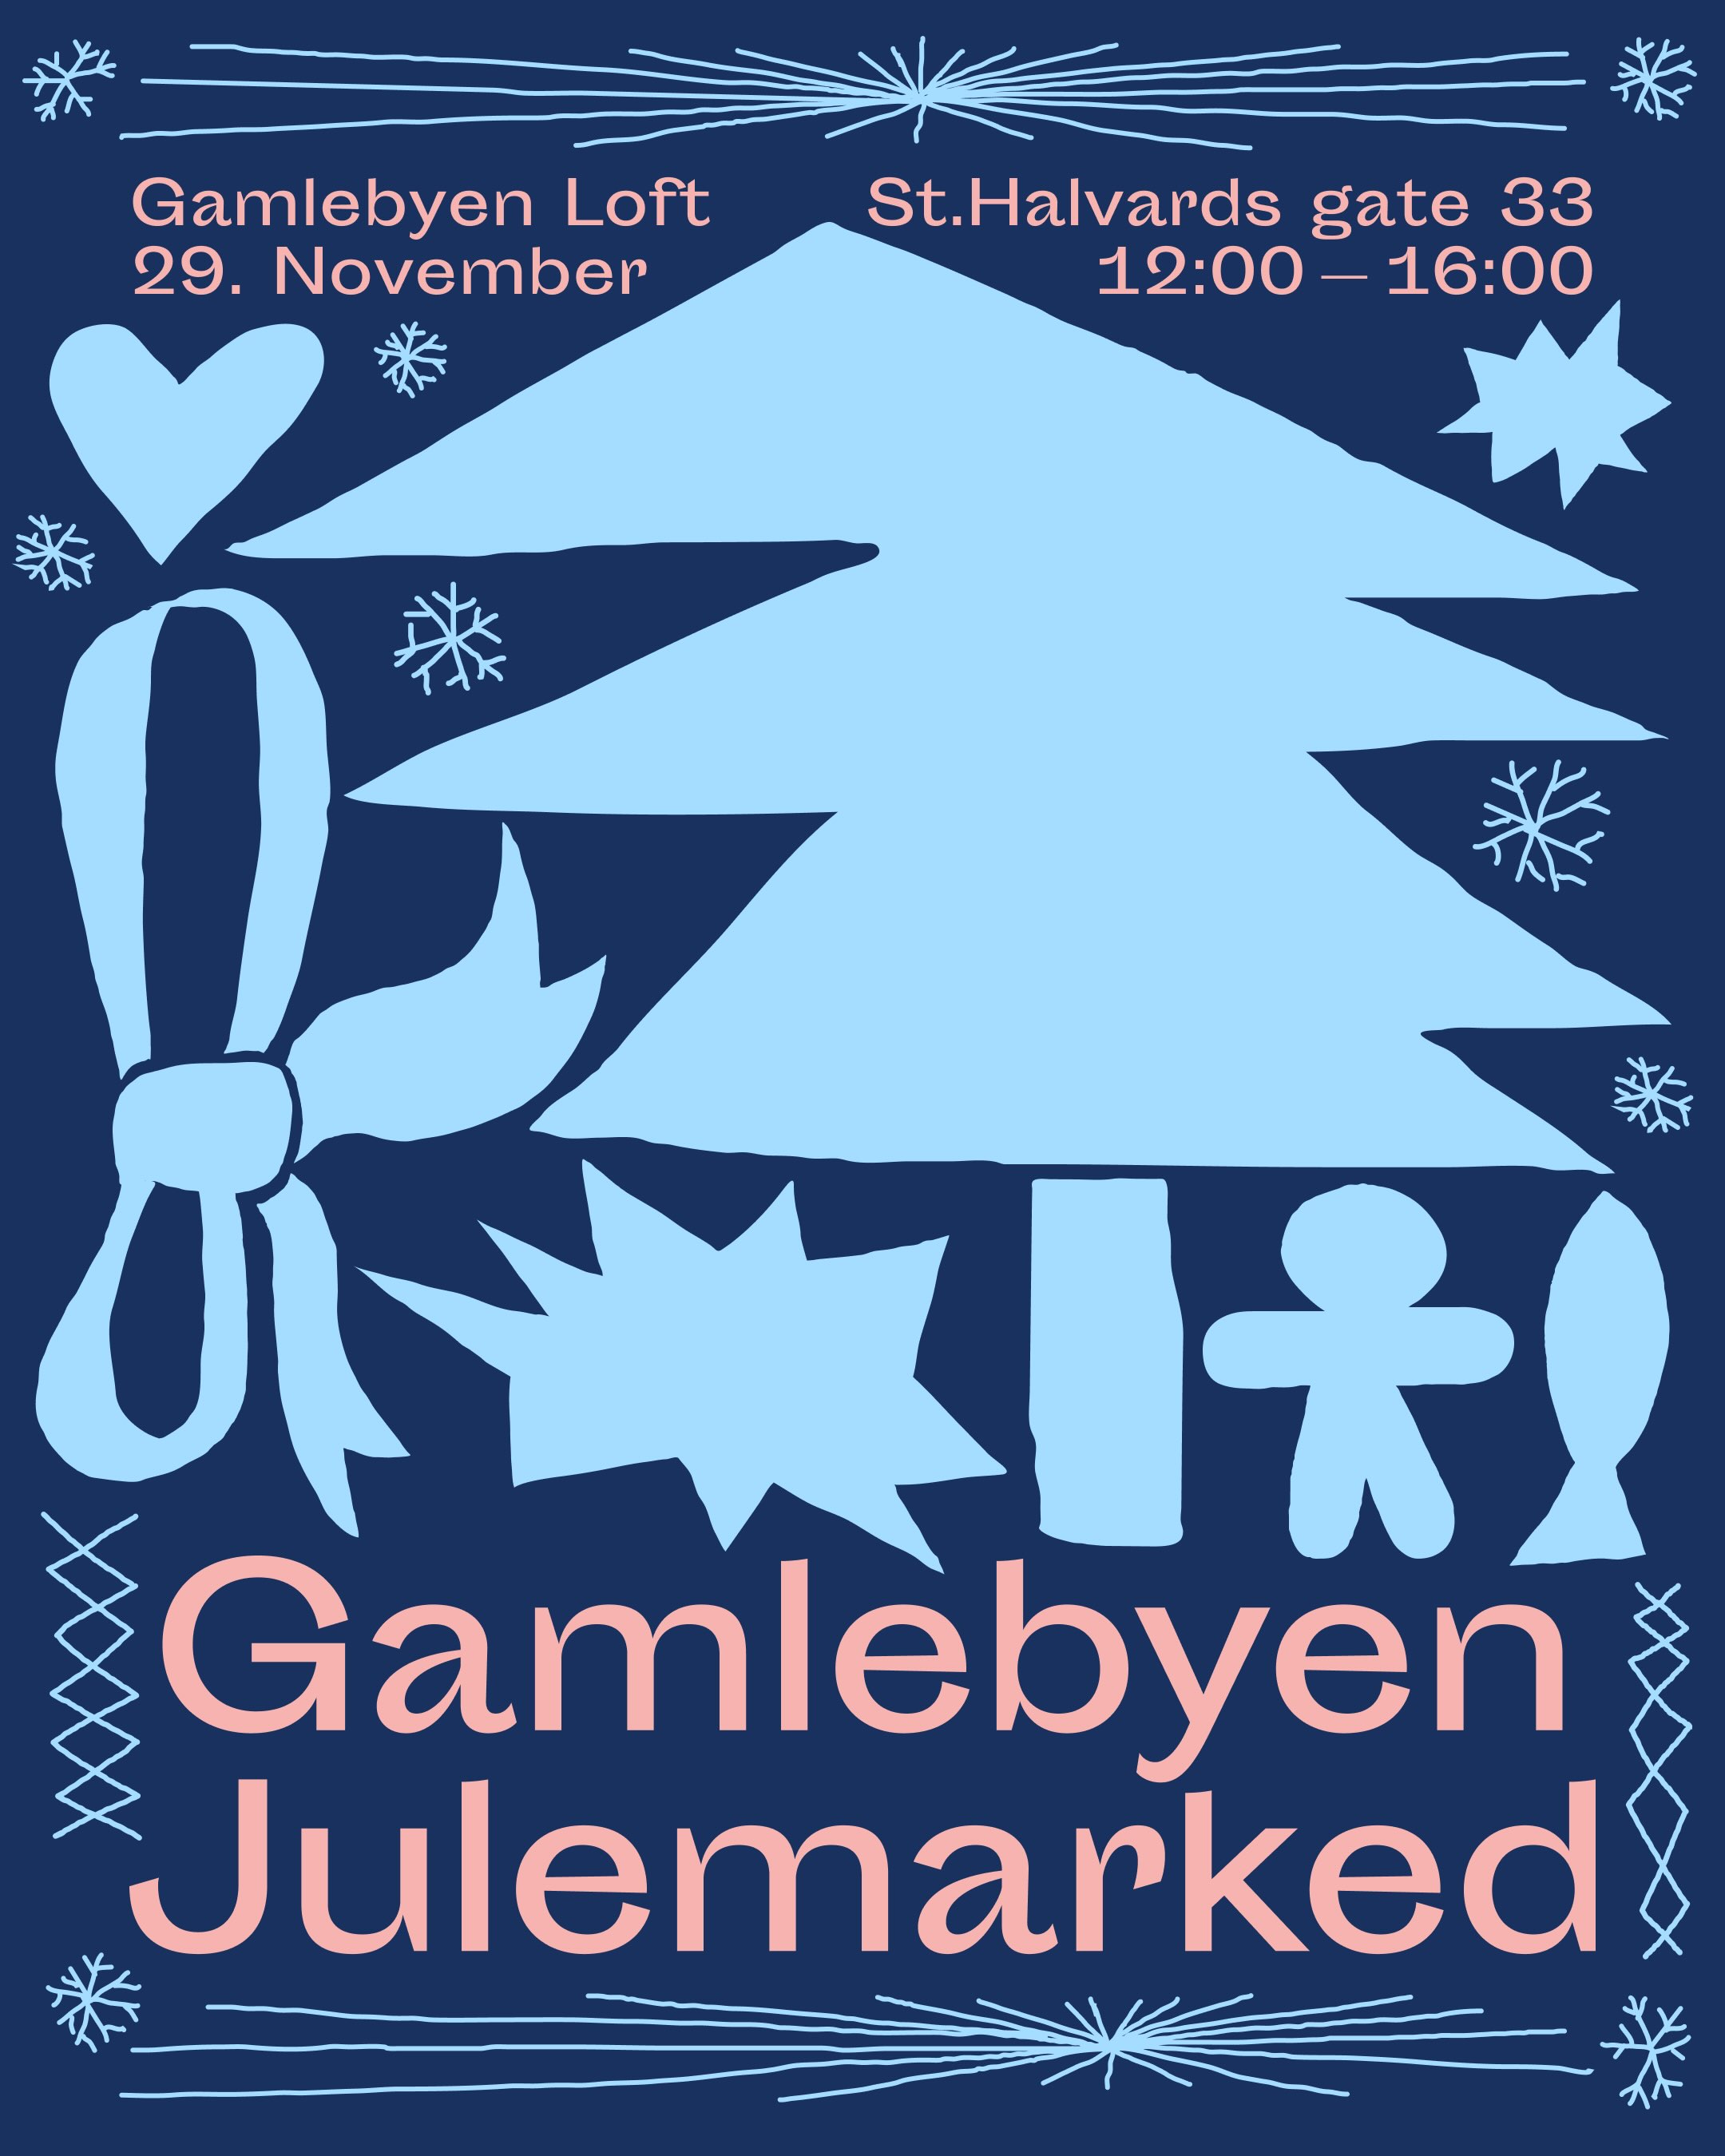 Gamlebyen Loft
29. November
St.Halvards gate 33
12:00 — 16:00
Gamlebyen
Julemarked